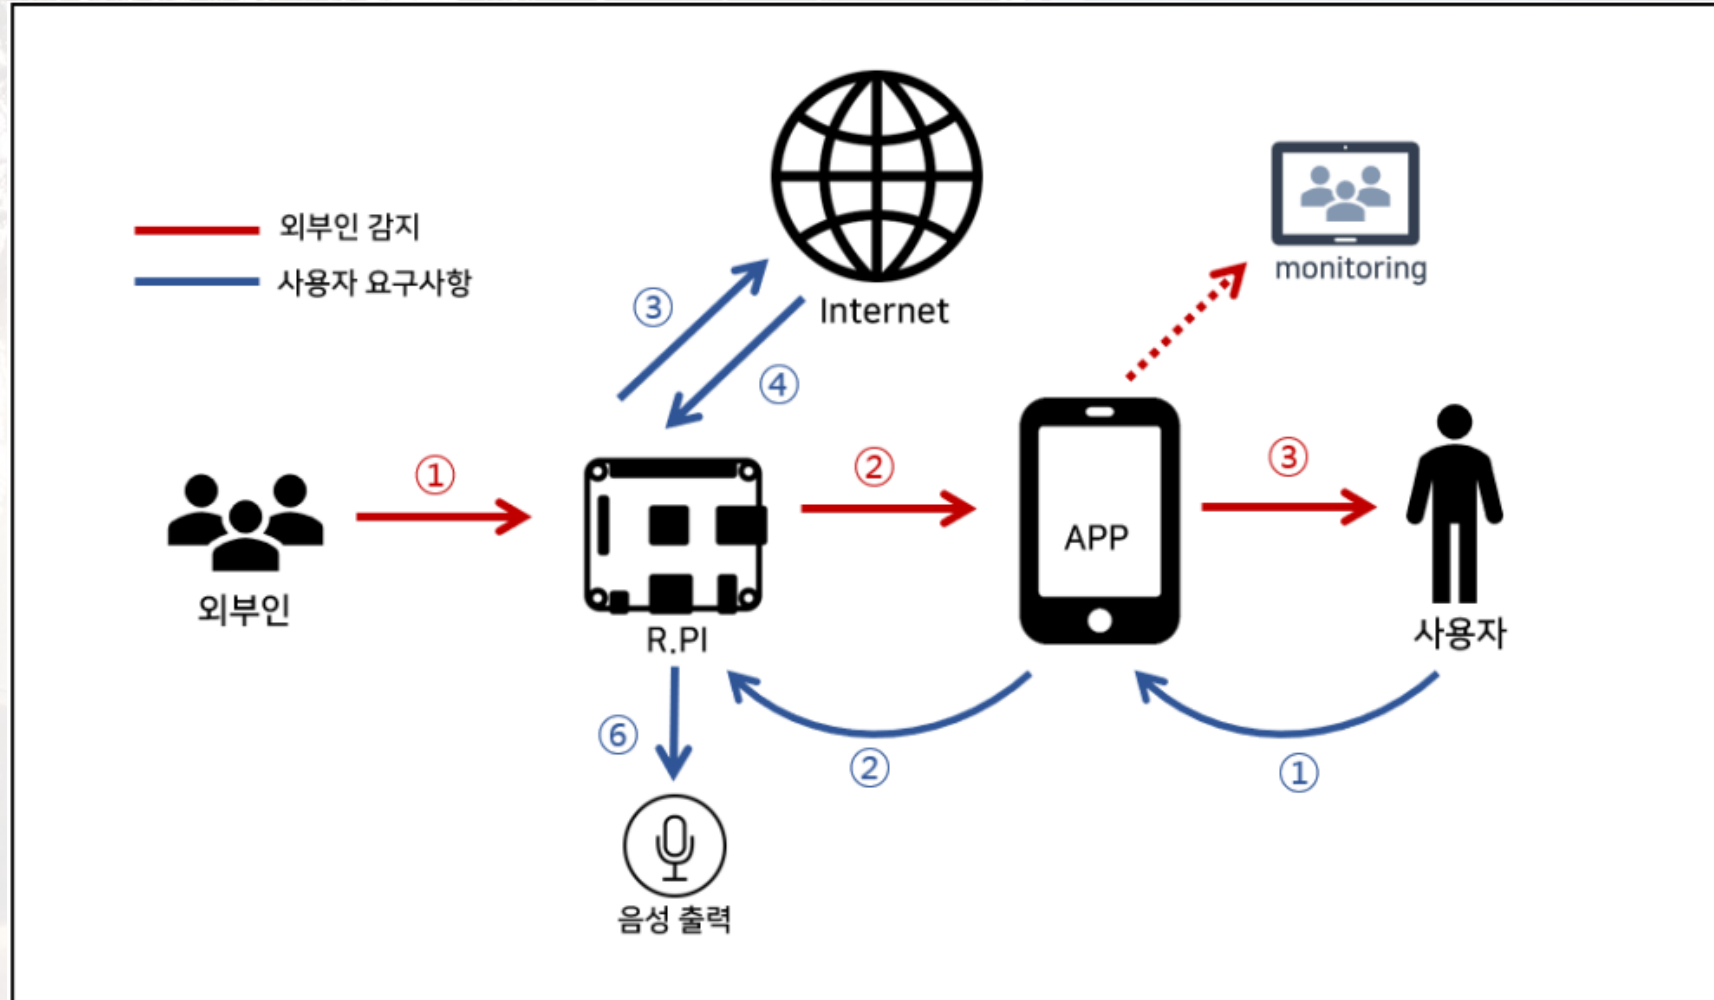 외부인 감지
사용자 요구사항
Internet
monitoring
③
④
①
②
③
APP
외부인
R.PI
사용자
⑥
②
①
음성 출력